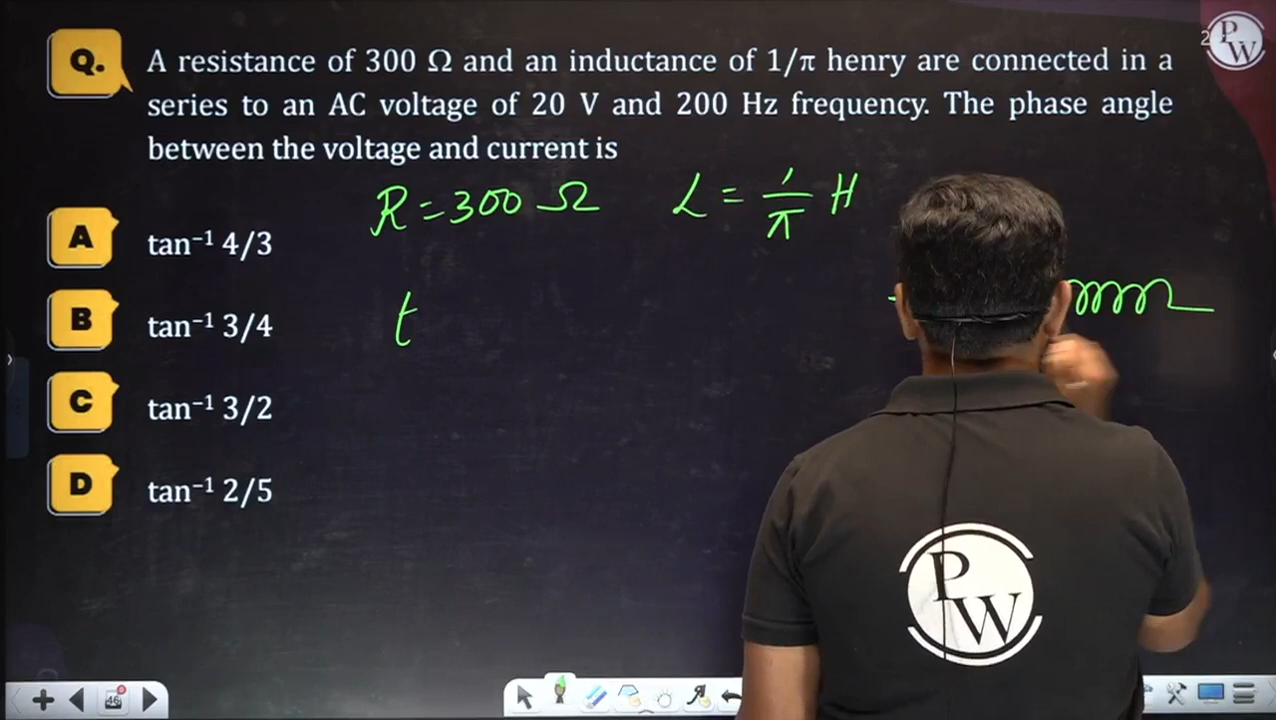 Q. A resistance of 300 Ω and an inductance of 1/π henry are connected in a
series to an AC voltage of 20 V and 200 Hz frequency. The phase angle
between the voltage and current is
R = 300 Ω L = 1/π H
A tan⁻¹ 4/3
t
B tan⁻¹ 3/4
C tan⁻¹ 3/2
D tan⁻¹ 2/5
PW
PW
2
46